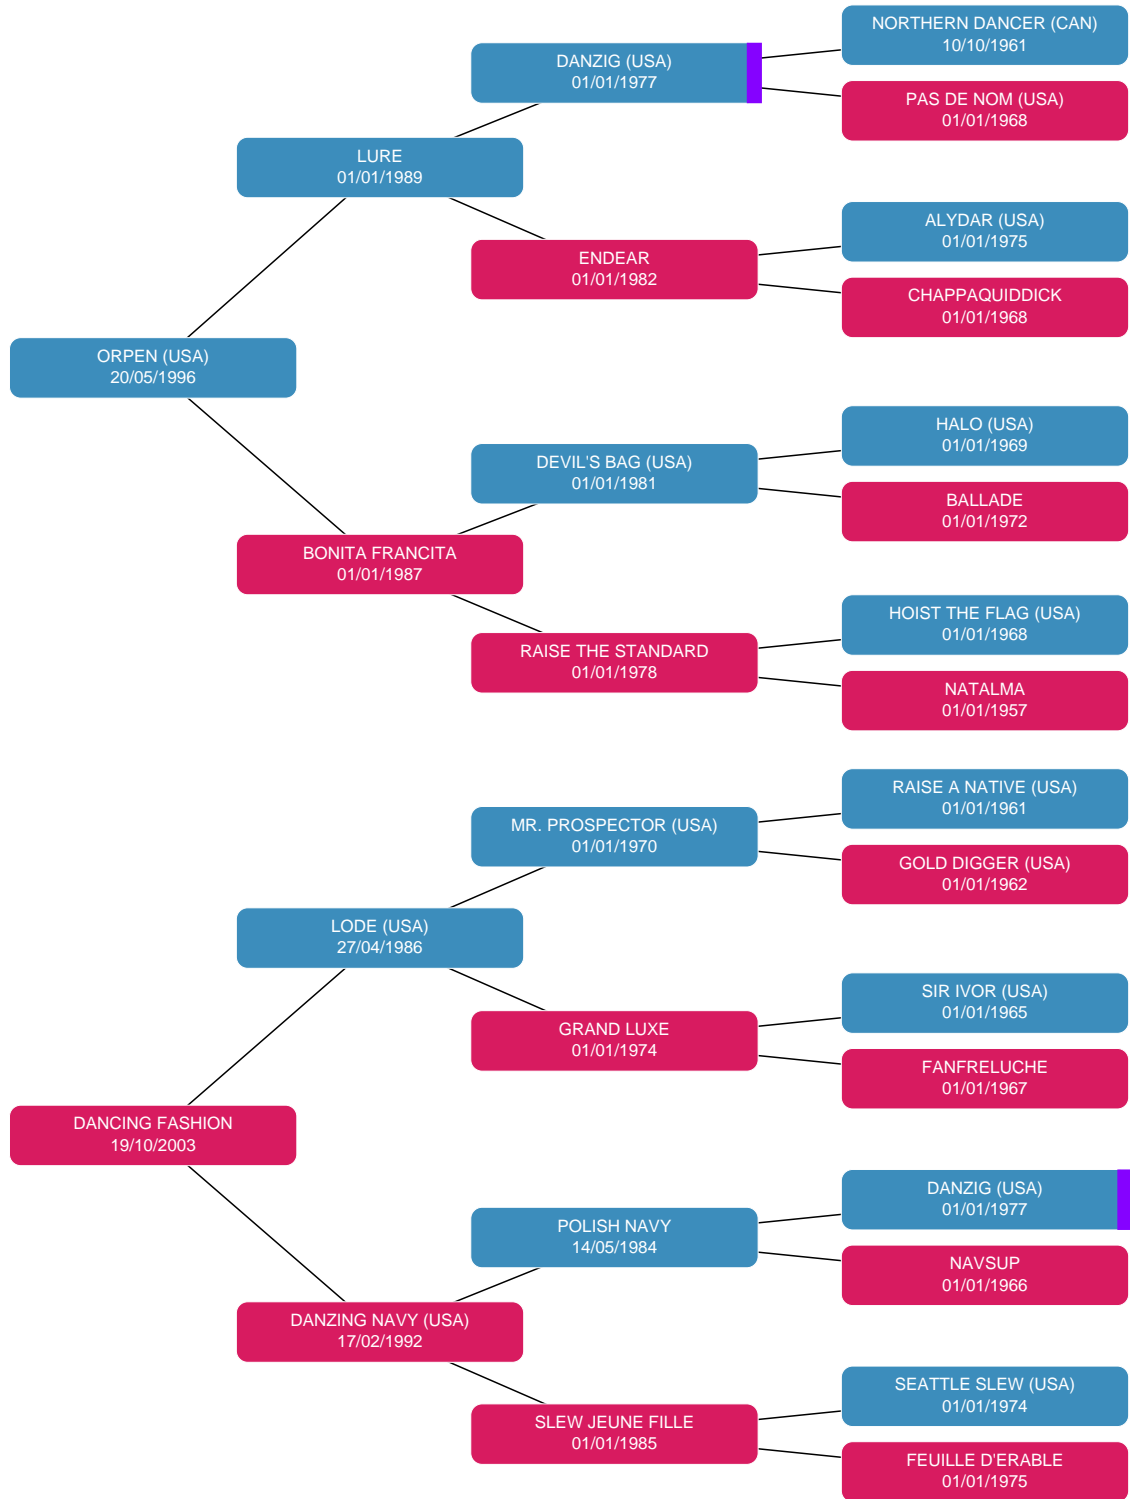 NORTHERN DANCER (CAN)
10/10/1961
DANZIG (USA)
01/01/1977
PAS DE NOM (USA)
01/01/1968
LURE
01/01/1989
ALYDAR (USA)
01/01/1975
ENDEAR
01/01/1982
CHAPPAQUIDDICK
01/01/1968
ORPEN (USA)
20/05/1996
HALO (USA)
01/01/1969
DEVIL'S BAG (USA)
01/01/1981
BALLADE
01/01/1972
BONITA FRANCITA
01/01/1987
HOIST THE FLAG (USA)
01/01/1968
RAISE THE STANDARD
01/01/1978
NATALMA
01/01/1957
RAISE A NATIVE (USA)
01/01/1961
MR. PROSPECTOR (USA)
01/01/1970
GOLD DIGGER (USA)
01/01/1962
LODE (USA)
27/04/1986
SIR IVOR (USA)
01/01/1965
GRAND LUXE
01/01/1974
FANFRELUCHE
01/01/1967
DANCING FASHION
19/10/2003
DANZIG (USA)
01/01/1977
POLISH NAVY
14/05/1984
NAVSUP
01/01/1966
DANZING NAVY (USA)
17/02/1992
SEATTLE SLEW (USA)
01/01/1974
SLEW JEUNE FILLE
01/01/1985
FEUILLE D'ERABLE
01/01/1975